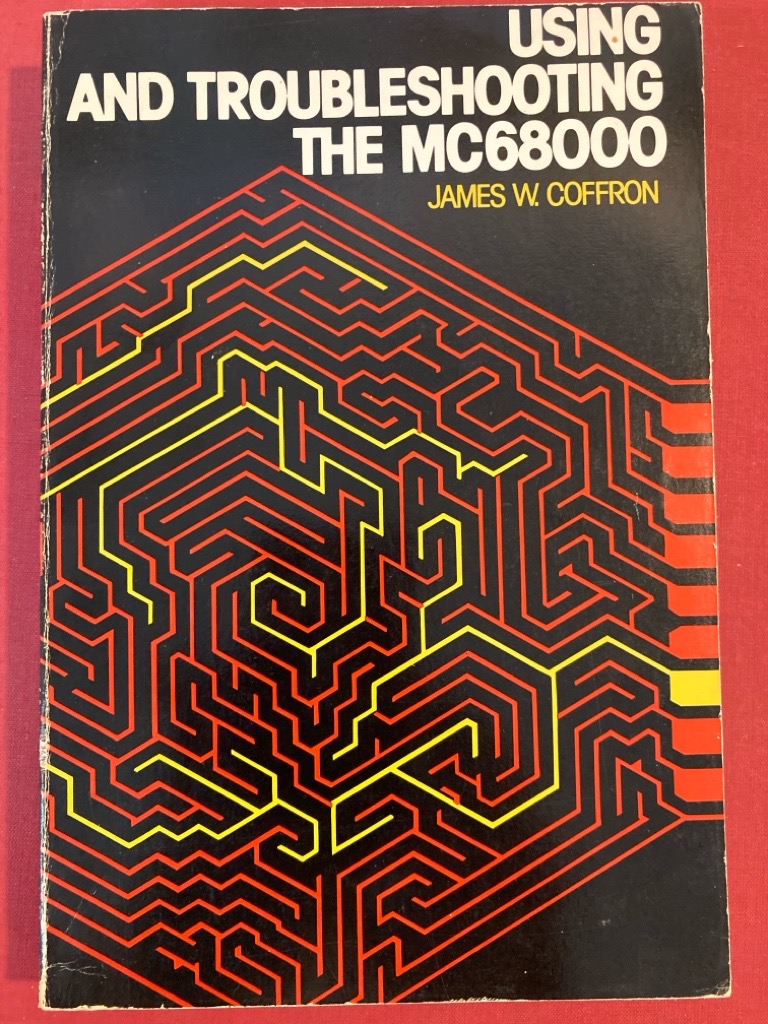 USING
AND TROUBLESHOOTING
THE MC68000
JAMES W. COFFRON